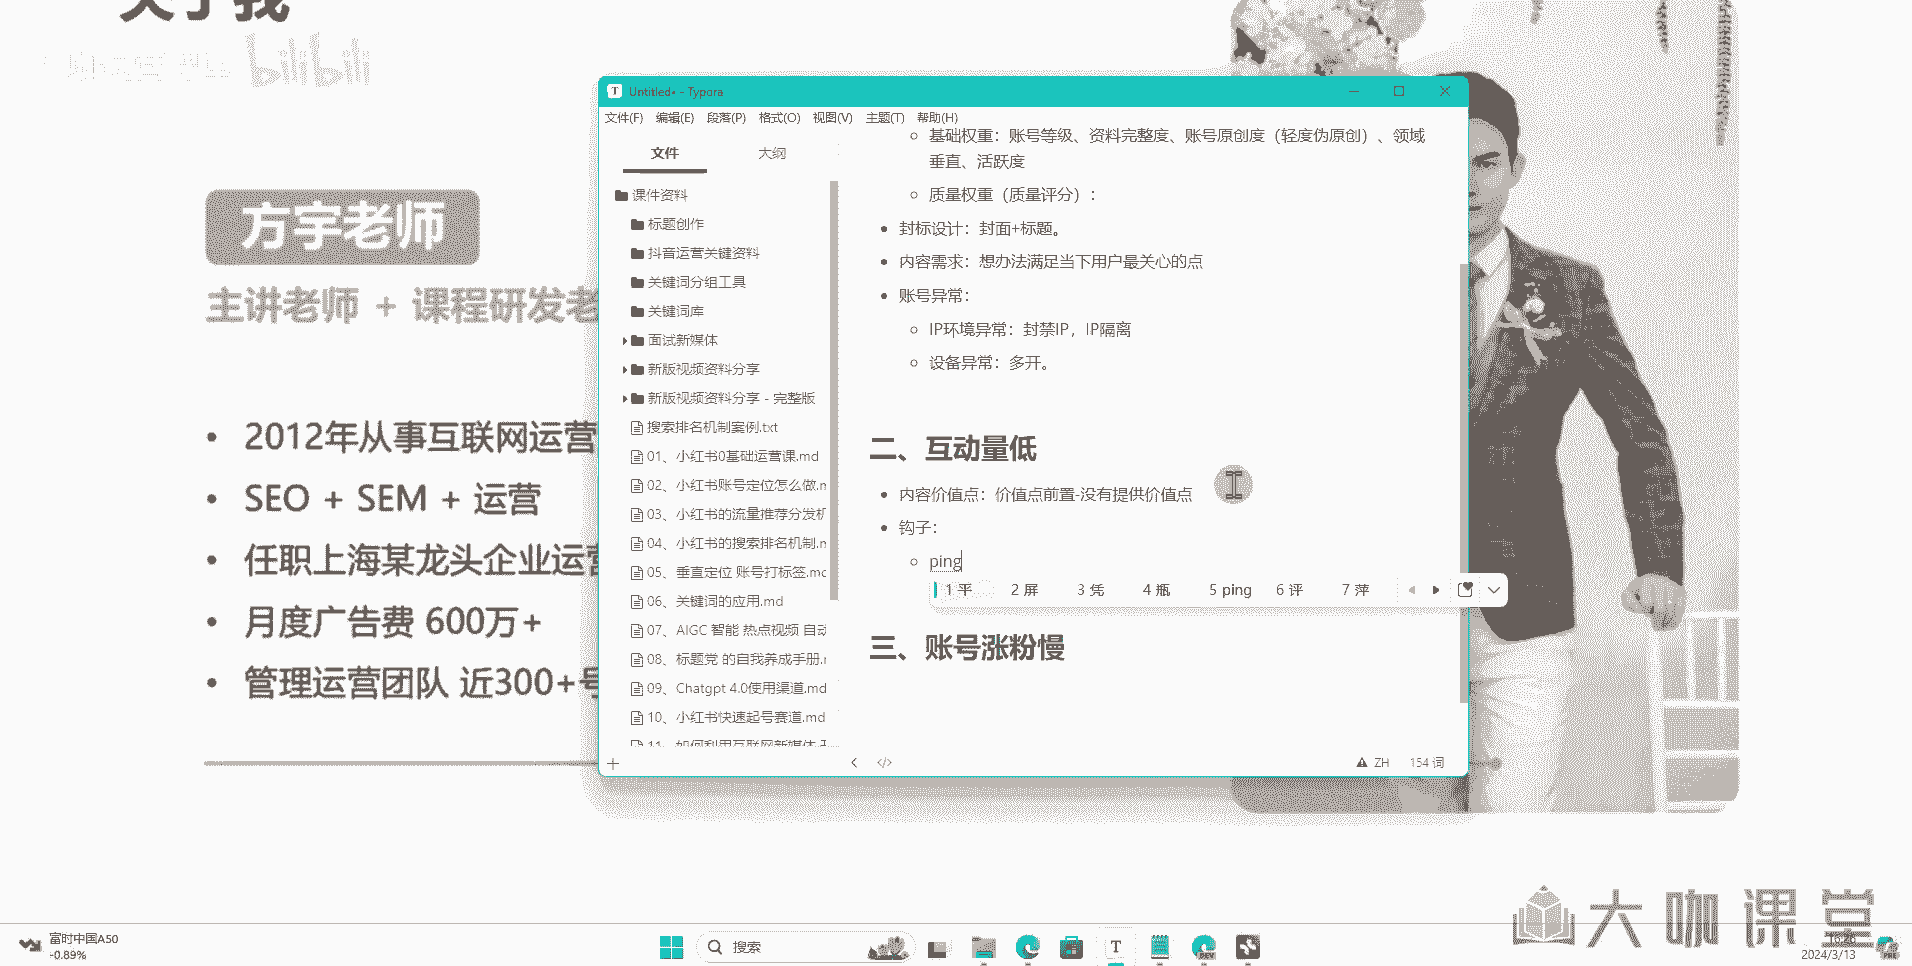 关于我
bilibili
方宇老师
主讲老师 + 课程研发老
• 2012年从事互联网运营
• SEO + SEM + 运营
• 任职上海某龙头企业运营
• 月度广告费 600万+
• 管理运营团队 近300+号
Untitled• - Typora
文件(F) 编辑(E) 段落(P) 格式(O) 视图(V) 主题(T) 帮助(H)
文件 大纲
课件资料
标题创作
抖音运营关键资料
关键词分组工具
关键词库
面试新媒体
新版视频资料分享
新版视频资料分享 - 完整版
搜索排名机制案例.txt
01、小红书0基础运营课.md
02、小红书账号定位怎么做.m
03、小红书的流量推荐分发机
04、小红书的搜索排名机制.m
05、垂直定位 账号打标签.md
06、关键词的应用.md
07、AIGC 智能 热点视频 自动
08、标题党 的自我养成手册.
09、Chatgpt 4.0使用渠道.md
10、小红书快速起号赛道.md
11、如何利用互联网新媒体
基础权重：账号等级、资料完整度、账号原创度（轻度伪原创）、领域
垂直、活跃度
质量权重（质量评分）：
• 封标设计：封面+标题。
• 内容需求：想办法满足当下用户最关心的点
• 账号异常：
IP环境异常：封禁IP，IP隔离
设备异常：多开。
二、互动量低
• 内容价值点：价值点前置-没有提供价值点
• 钩子：
ping
1 平 2 屏 3 凭 4 瓶 5 ping 6 评 7 萍
三、账号涨粉慢
ZH 154 词
大咖课堂
富时中国A50
-0.89%
搜索
T
DEV
16:26
2024/3/13
PRE